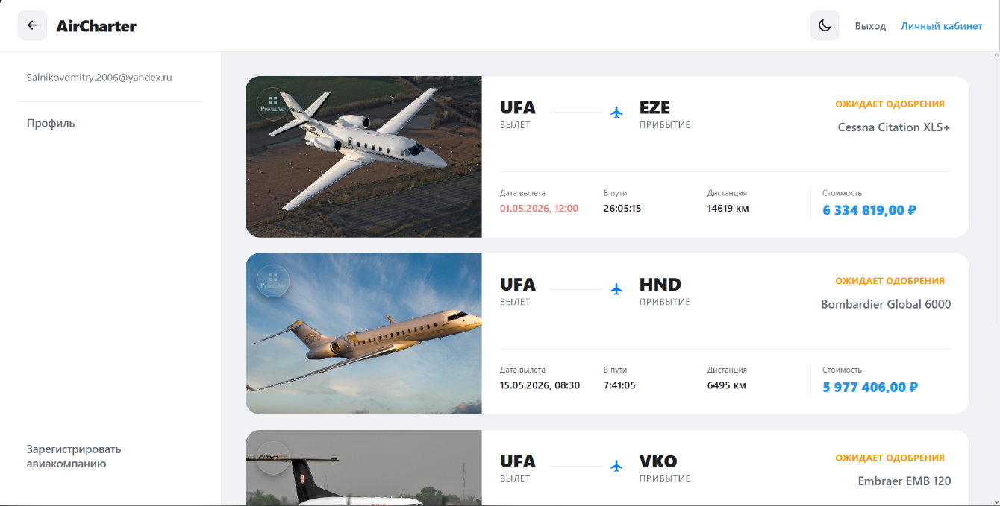 AirCharter
Выход
Личный кабинет
Salnikovdmitry.2006@yandex.ru
Профиль
Зарегистрировать
авиакомпанию
PrivatAir
UFA
ВЫЛЕТ
EZE
ПРИБЫТИЕ
ОЖИДАЕТ ОДОБРЕНИЯ
Cessna Citation XLS+
Дата вылета
01.05.2026, 12:00
В пути
26:05:15
Дистанция
14619 км
Стоимость
6 334 819,00 ₽
PrivatAir
UFA
ВЫЛЕТ
HND
ПРИБЫТИЕ
ОЖИДАЕТ ОДОБРЕНИЯ
Bombardier Global 6000
Дата вылета
15.05.2026, 08:30
В пути
7:41:05
Дистанция
6495 км
Стоимость
5 977 406,00 ₽
UFA
ВЫЛЕТ
VKO
ПРИБЫТИЕ
ОЖИДАЕТ ОДОБРЕНИЯ
Embraer EMB 120